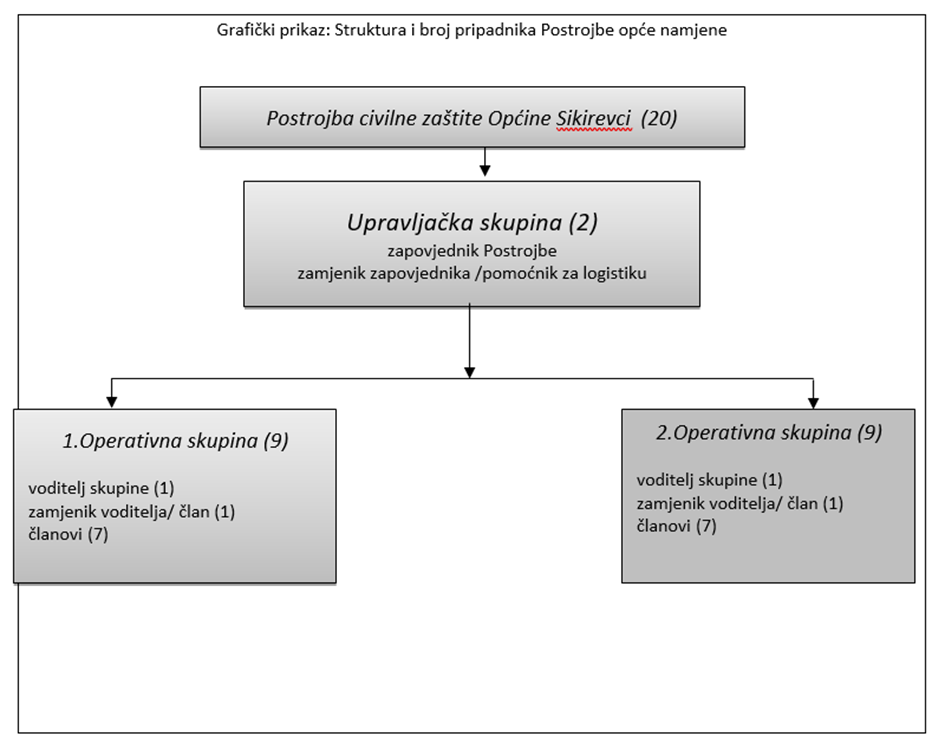 Grafički prikaz: Struktura i broj pripadnika Postrojbe opće namjene
Postrojba civilne zaštite Općine Sikirevci (20)
Upravljačka skupina (2)
zapovjednik Postrojbe
zamjenik zapovjednika /pomoćnik za logistiku
1.Operativna skupina (9)
voditelj skupine (1)
zamjenik voditelja/ član (1)
članovi (7)
2.Operativna skupina (9)
voditelj skupine (1)
zamjenik voditelja/ član (1)
članovi (7)